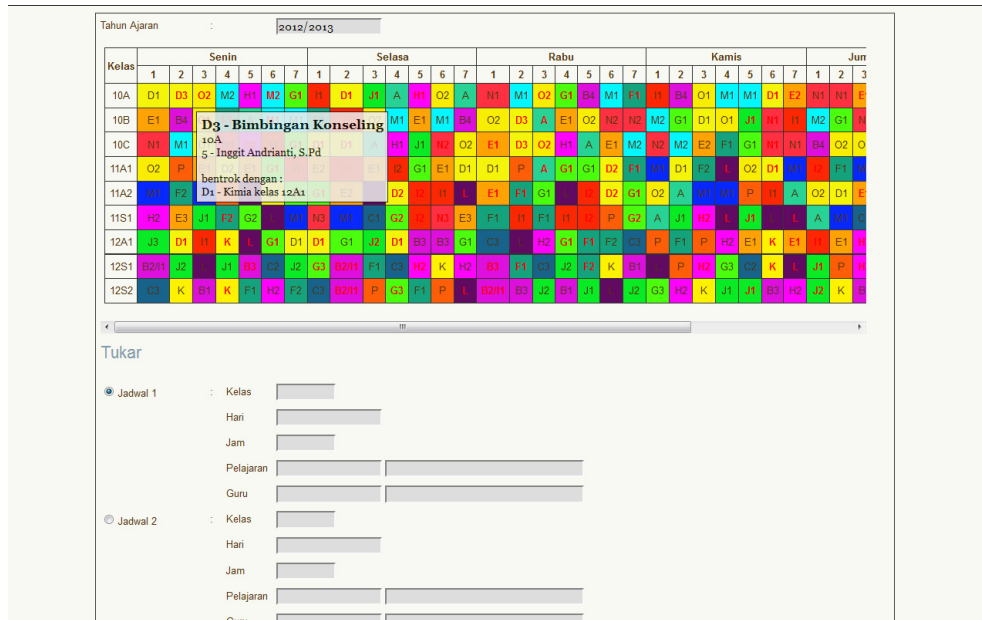 Tahun Ajaran : 2012/2013
Kelas Senin Selasa Rabu Kamis Jum
1 2 3 4 5 6 7 1 2 3 4 5 6 7 1 2 3 4 5 6 7 1 2 3 4 5 6 7 1 2 3
10A D1 D3 O2 M2 H1 M2 G1 I1 D1 J1 A H1 O2 A N1 M1 O2 G1 B4 M1 F1 I1 B4 O1 M1 M1 D1 E2 N1 N1
10B E1 B4 M1 E1 M1 B4 O2 D3 A E1 O2 N2 N2 M2 G1 D1 O1 J1 N1 I1 M2 G1
10C N1 M1 H1 J1 N2 O2 E1 D3 O2 H1 A E1 M2 N2 M2 E2 F1 G1 N1 N1 B4 O2
11A1 O2 P I2 G1 E1 D1 D1 P A G1 G1 D2 F1 M1 D1 F2 L O2 D1 I2 F1
11A2 F2 D2 I2 I1 L E1 F1 G1 L I2 D2 G1 O2 A P I1 A O2 D1
11S1 H2 E3 J1 F2 G2 L M1 N3 M1 C1 G2 I2 N3 E3 F1 I1 F1 I1 I2 P G2 A J1 H2 L J1 L L A
12A1 J3 D1 I1 K L G1 D1 D1 G1 J2 D1 B3 B3 G1 C3 L H2 G1 F1 F2 C3 P F1 P H2 E1 K E1 I1 E1
12S1 B2/I1 J2 J1 B3 C2 J2 G3 B2/I1 F1 C3 H2 K H2 B3 F1 C3 J2 F2 K B1 L P H2 G3 C2 K L J1 P
12S2 C3 K B1 K F1 H2 F2 C3 B2/I1 P G3 F1 P L B2/I1 B3 J2 B1 J1 L J2 G3 H2 K J1 J1 B3 H2 J2 K
D3 - Bimbingan Konseling
10A
5 - Inggit Andrianti, S.Pd
bentrok dengan :
D1 - Kimia kelas 12A1
Tukar
Jadwal 1 : Kelas
Hari
Jam
Pelajaran
Guru
Jadwal 2 : Kelas
Hari
Jam
Pelajaran